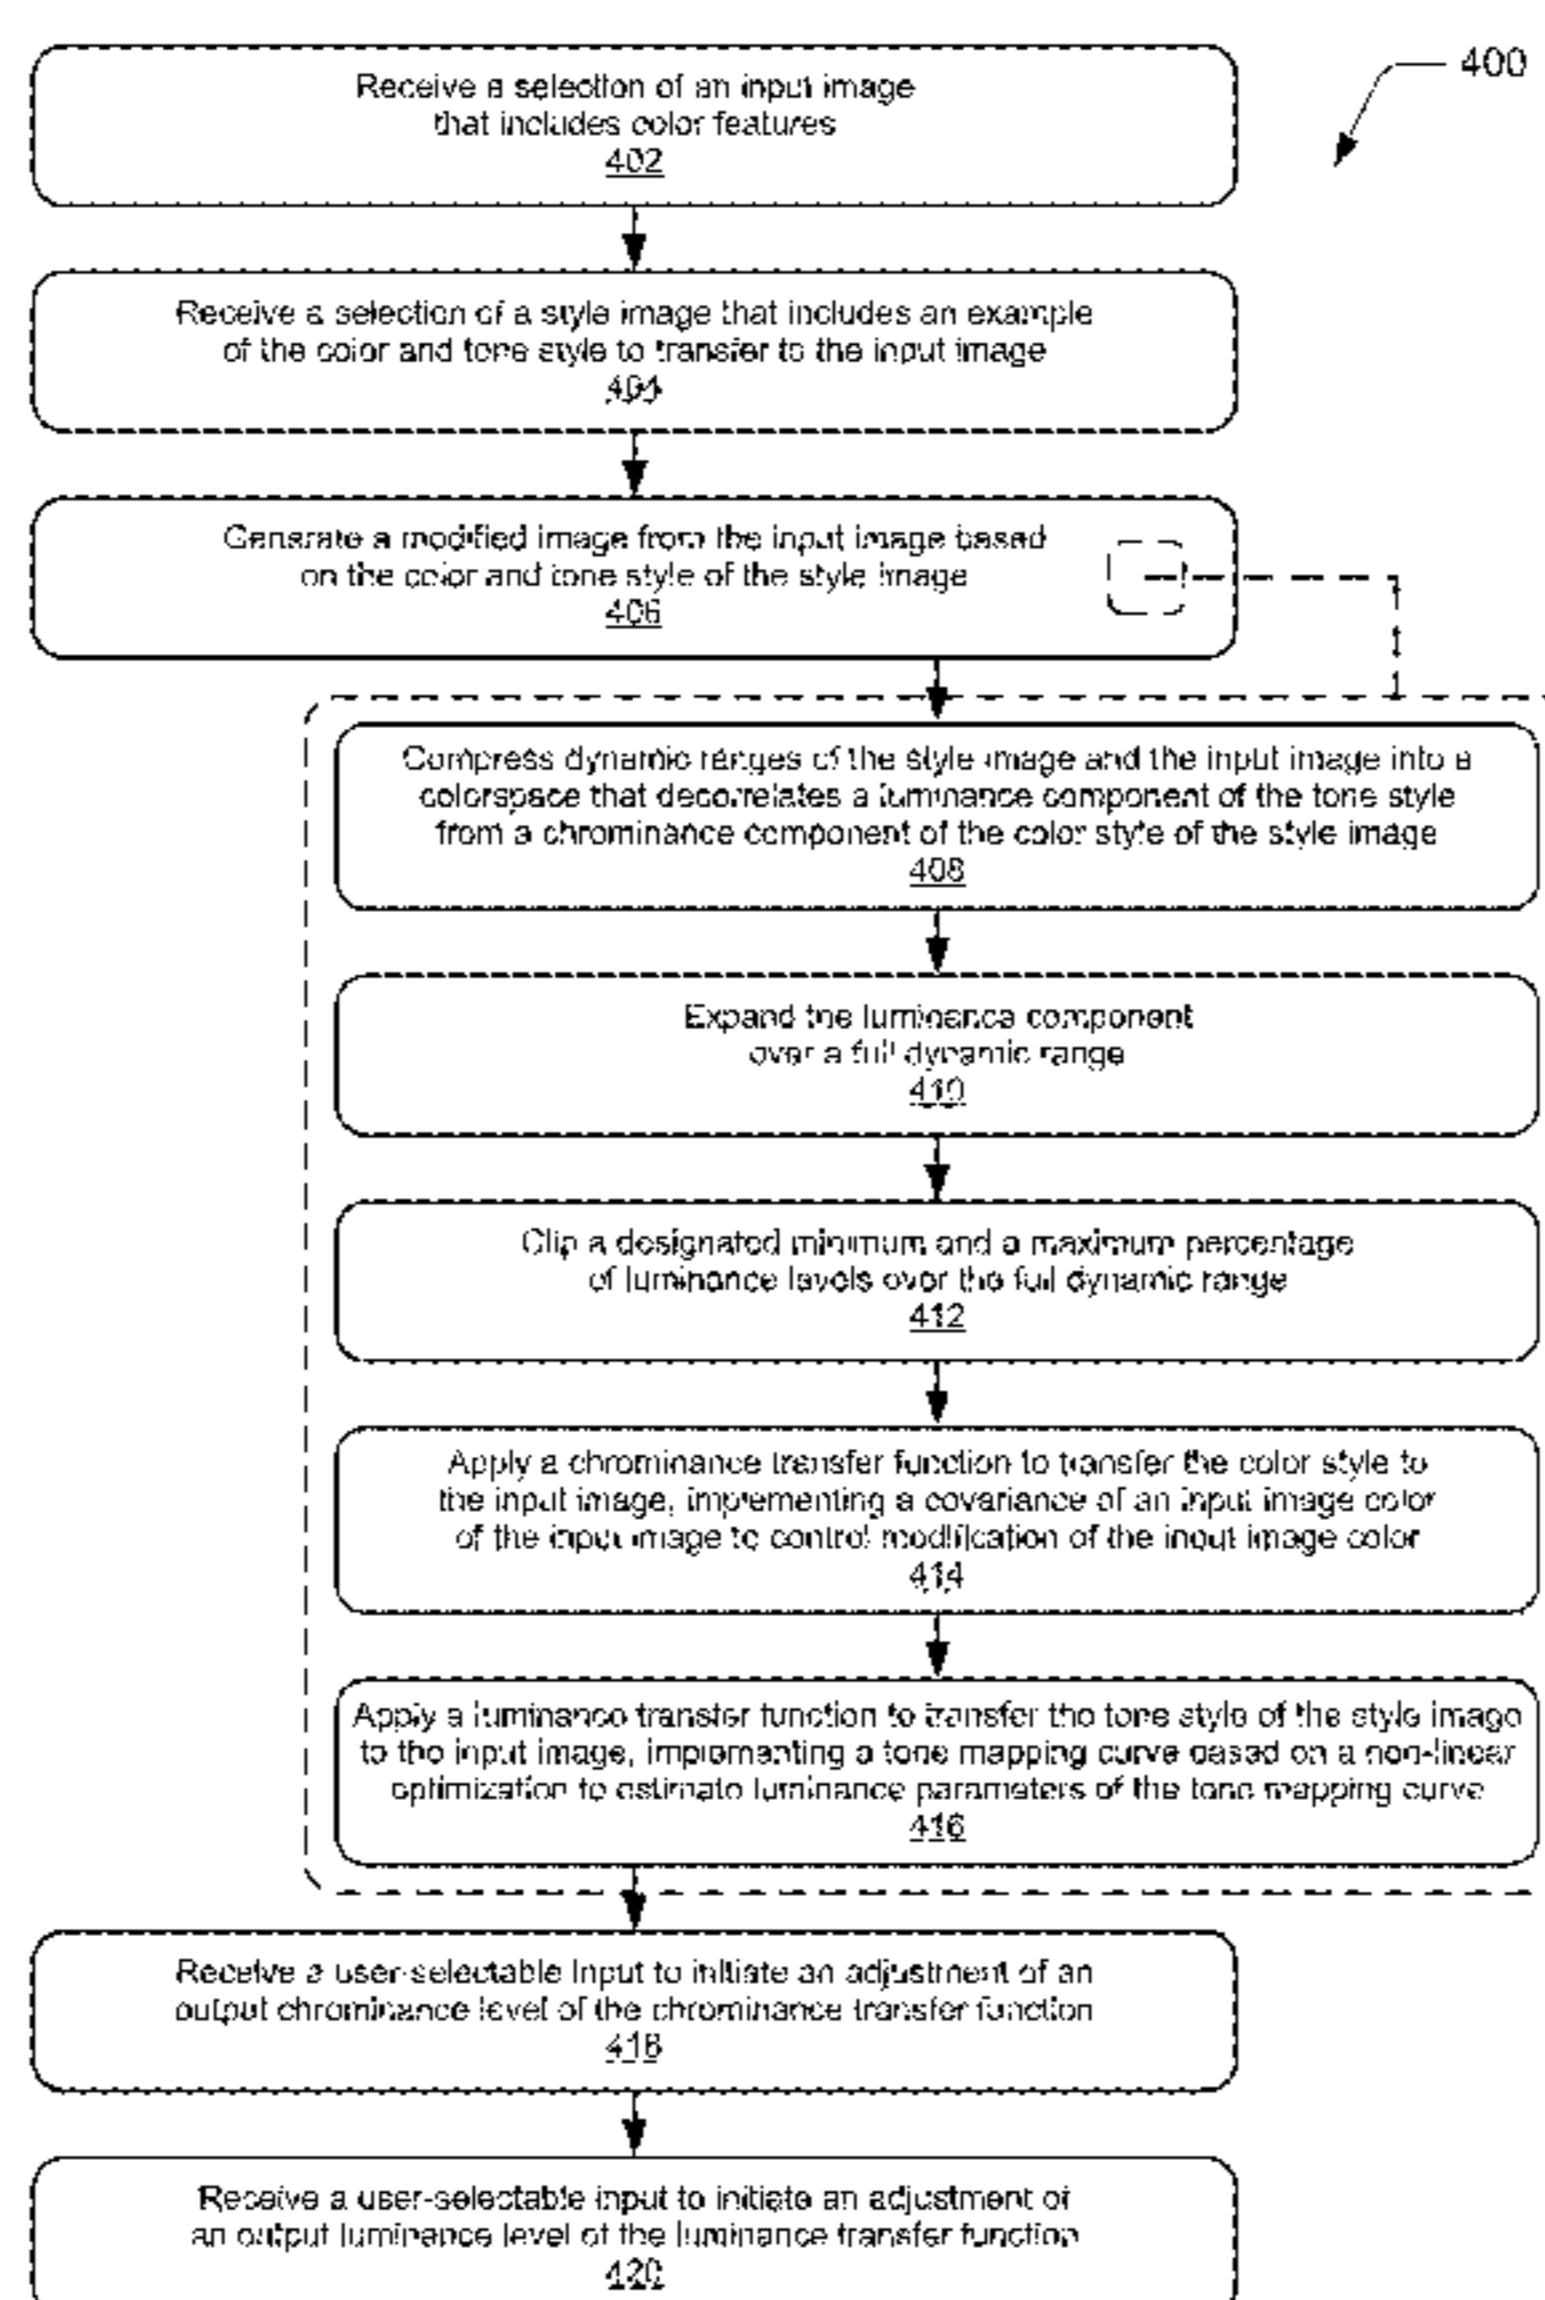 400
Receive a selection of an input image
that includes color features
402
Receive a selection of a style image that includes an example
of the color and tone style to transfer to the input image
404
Generate a modified image from the input image based
on the color and tone style of the style image
406
Compress dynamic ranges of the style image and the input image into a
colorspace that decorrelates a luminance component of the tone style
from a chrominance component of the color style of the style image
408
Expand the luminance component
over a full dynamic range
410
Clip a designated minimum and a maximum percentage
of luminance levels over the full dynamic range
412
Apply a chrominance transfer function to transfer the color style to
the input image, implementing a covariance of an input image color
of the input image to control modification of the input image color
414
Apply a luminance transfer function to transfer the tone style of the style image
to the input image, implementing a tone mapping curve based on a non-linear
optimization to estimate luminance parameters of the tone mapping curve
416
Receive a user-selectable input to initiate an adjustment of an
output chrominance level of the chrominance transfer function
418
Receive a user-selectable input to initiate an adjustment of
an output luminance level of the luminance transfer function
420